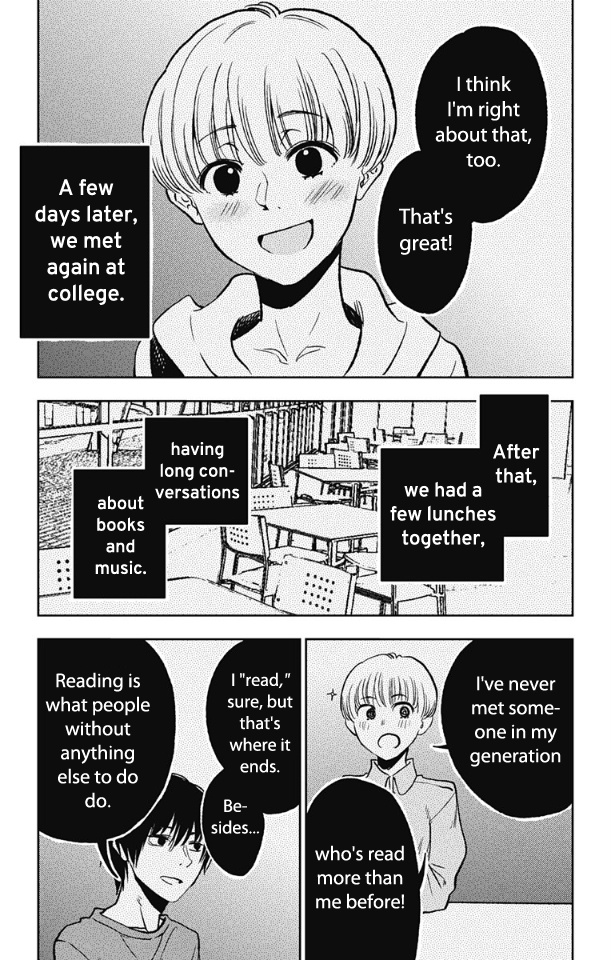 I think
I'm right
about that,
too.
That's
great!
A few
days later,
we met
again at
college.
After
that,
we had a
few lunches
together,
having
long con-
versations
about
books
and
music.
I've never
met some-
one in my
generation
who's read
more than
me before!
I "read,"
sure, but
that's
where it
ends.
Be-
sides...
Reading is
what people
without
anything
else to do
do.